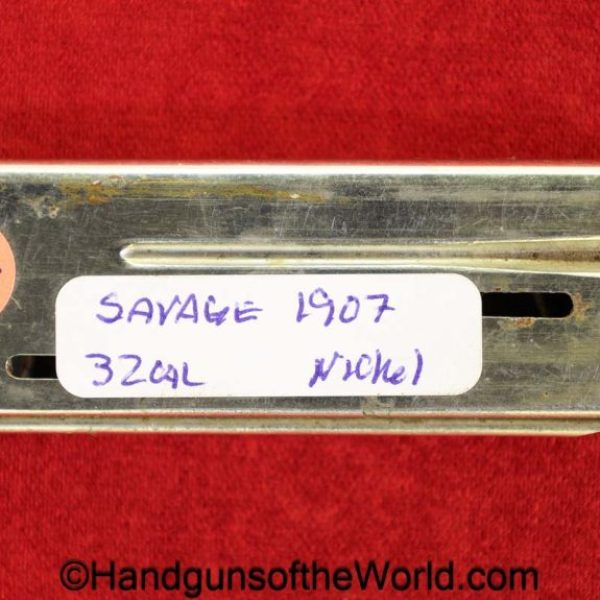 SAVAGE 1907
32CAL Nickel
©HandgunsoftheWorld.com